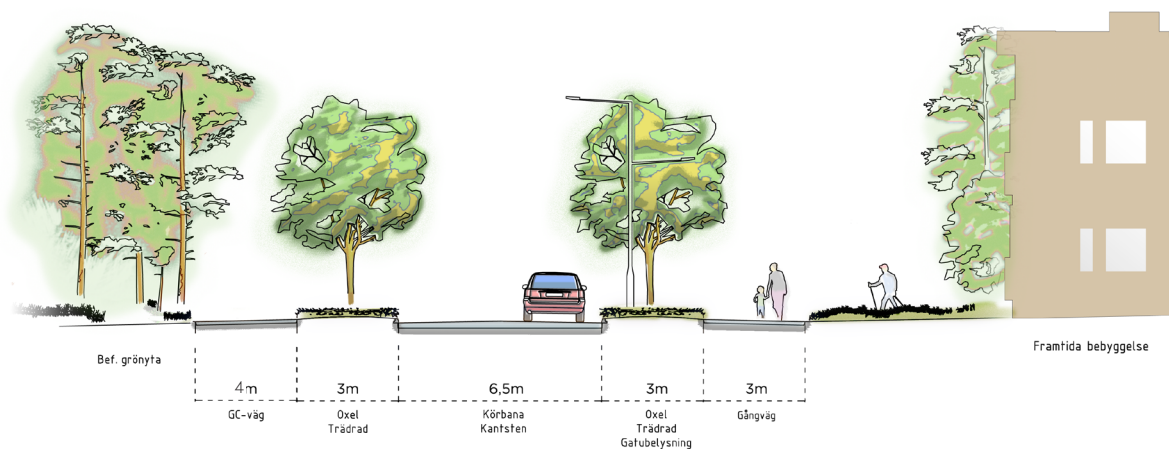 Bef. grönyta
4m
GC-väg
3m
Oxel
Trädrad
6,5m
Körbana
Kantsten
3m
Oxel
Trädrad
Gatubelysning
3m
Gångväg
Framtida bebyggelse